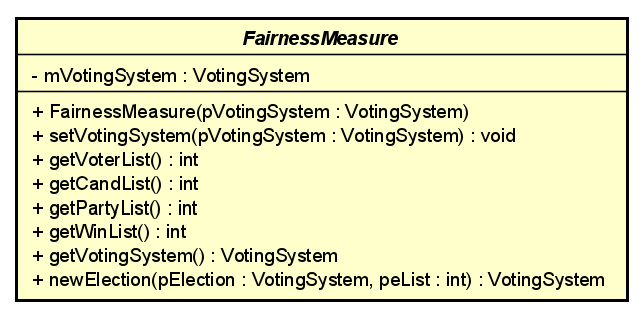 FairnessMeasure
- mVotingSystem : VotingSystem
+ FairnessMeasure(pVotingSystem : VotingSystem)
+ setVotingSystem(pVotingSystem : VotingSystem) : void
+ getVoterList() : int
+ getCandList() : int
+ getPartyList() : int
+ getWinList() : int
+ getVotingSystem() : VotingSystem
+ newElection(pElection : VotingSystem, peList : int) : VotingSystem